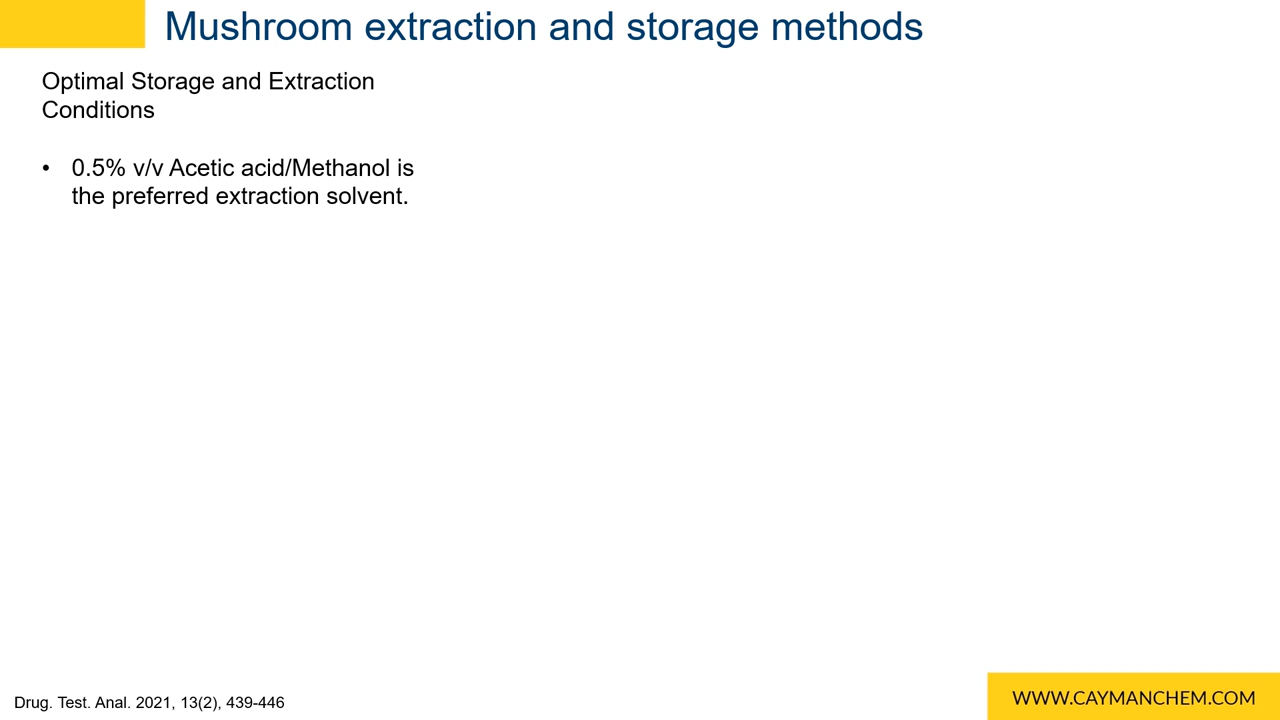 Mushroom extraction and storage methods
Optimal Storage and Extraction
Conditions
• 0.5% v/v Acetic acid/Methanol is
the preferred extraction solvent.
Drug. Test. Anal. 2021, 13(2), 439-446
WWW.CAYMANCHEM.COM